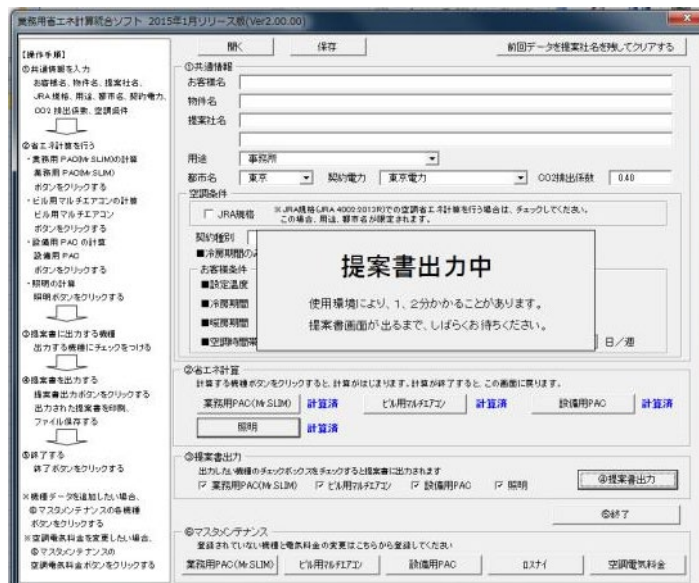 業務用省エネ計算統合ソフト 2015年1月リリース版(Ver2.00.00)
【操作手順】
①共通情報を入力
お客様名、物件名、提案社名、
JRA規格、用途、都市名、契約電力、
CO2排出係数、空調条件
②省エネ計算を行う
・業務用PAC(Mr.SLIM)の計算
業務用PAC(Mr.SLIM)
ボタンをクリックする
・ビル用マルチエアコンの計算
ビル用マルチエアコン
ボタンをクリックする
・設備用PACの計算
設備用PAC
ボタンをクリックする
・照明の計算
照明ボタンをクリックする
③提案書に出力する機種
出力する機種にチェックをつける
④提案書を出力する
提案書出力ボタンをクリックする
出力された提案書を印刷、
ファイル保存する
⑤終了する
終了ボタンをクリックする
※機種データを追加したい場合、
⑥マスタメンテナンスの各機種
ボタンをクリックする
※空調電気料金を変更したい場合、
⑥マスタメンテナンスの
空調電気料金ボタンをクリックする
開く 保存 前回データを提案社名を残してクリアする
①共通情報
お客様名
物件名
提案社名
用途 事務所
都市名 東京 契約電力 東京電力 CO2排出係数 0.40
空調条件
JRA規格 ※JRA規格(JRA 4002:2013R)での空調省エネ計算を行う場合は、チェックしてください。
この場合、用途、都市名が限定されます。
契約種別
■冷房期間のみ
お客様条件
■設定温度
■冷房期間
■暖房期間
■空調時間帯 日/週
提案書出力中
使用環境により、1、2分かかることがあります。
提案書画面が出るまで、しばらくお待ちください。
②省エネ計算
計算する機種ボタンをクリックすると、計算がはじまります。計算が終了すると、この画面に戻ります。
業務用PAC(Mr.SLIM) 計算済 ビル用マルチエアコン 計算済 設備用PAC 計算済
照明 計算済
③提案書出力
出力したい機種のチェックボックスをチェックすると提案書に出力されます
業務用PAC(Mr.SLIM) ビル用マルチエアコン 設備用PAC 照明 ④提案書出力
⑤終了
⑥マスタメンテナンス
登録されていない機種と電気料金の変更はこちらから登録してください
業務用PAC(Mr.SLIM) ビル用マルチエアコン 設備用PAC ロスナイ 空調電気料金